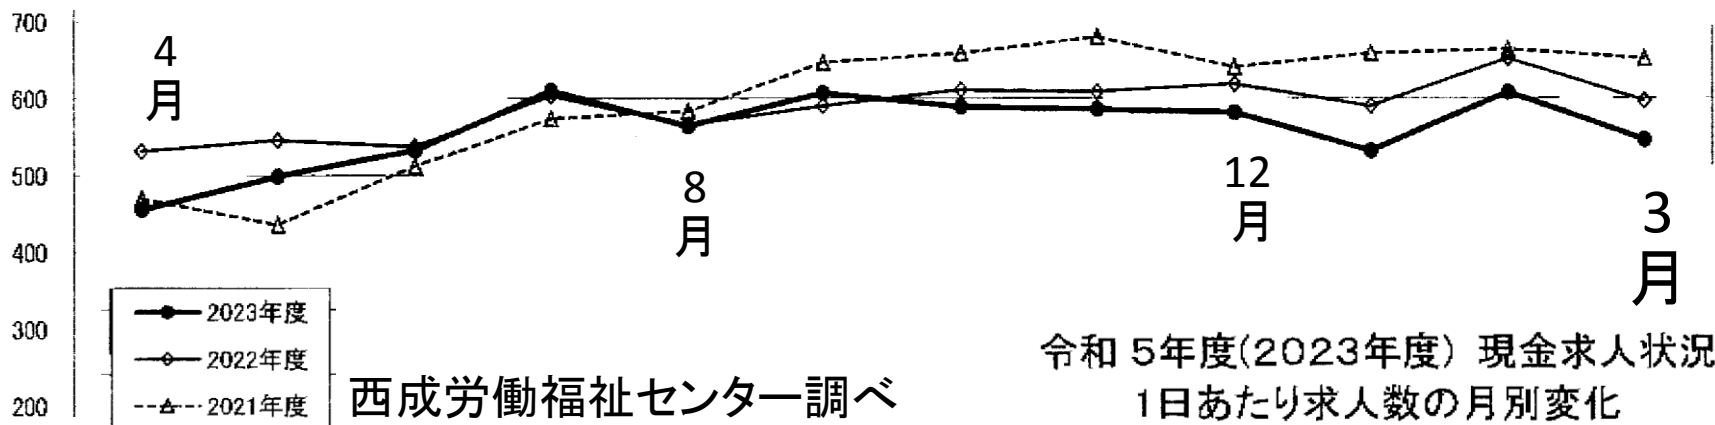 700
600
500
400
300
200
4
月
8
月
12
月
3
月
2023年度
2022年度
2021年度
西成労働福祉センター調べ
令和 5年度(2023年度) 現金求人状況
1日あたり求人数の月別変化